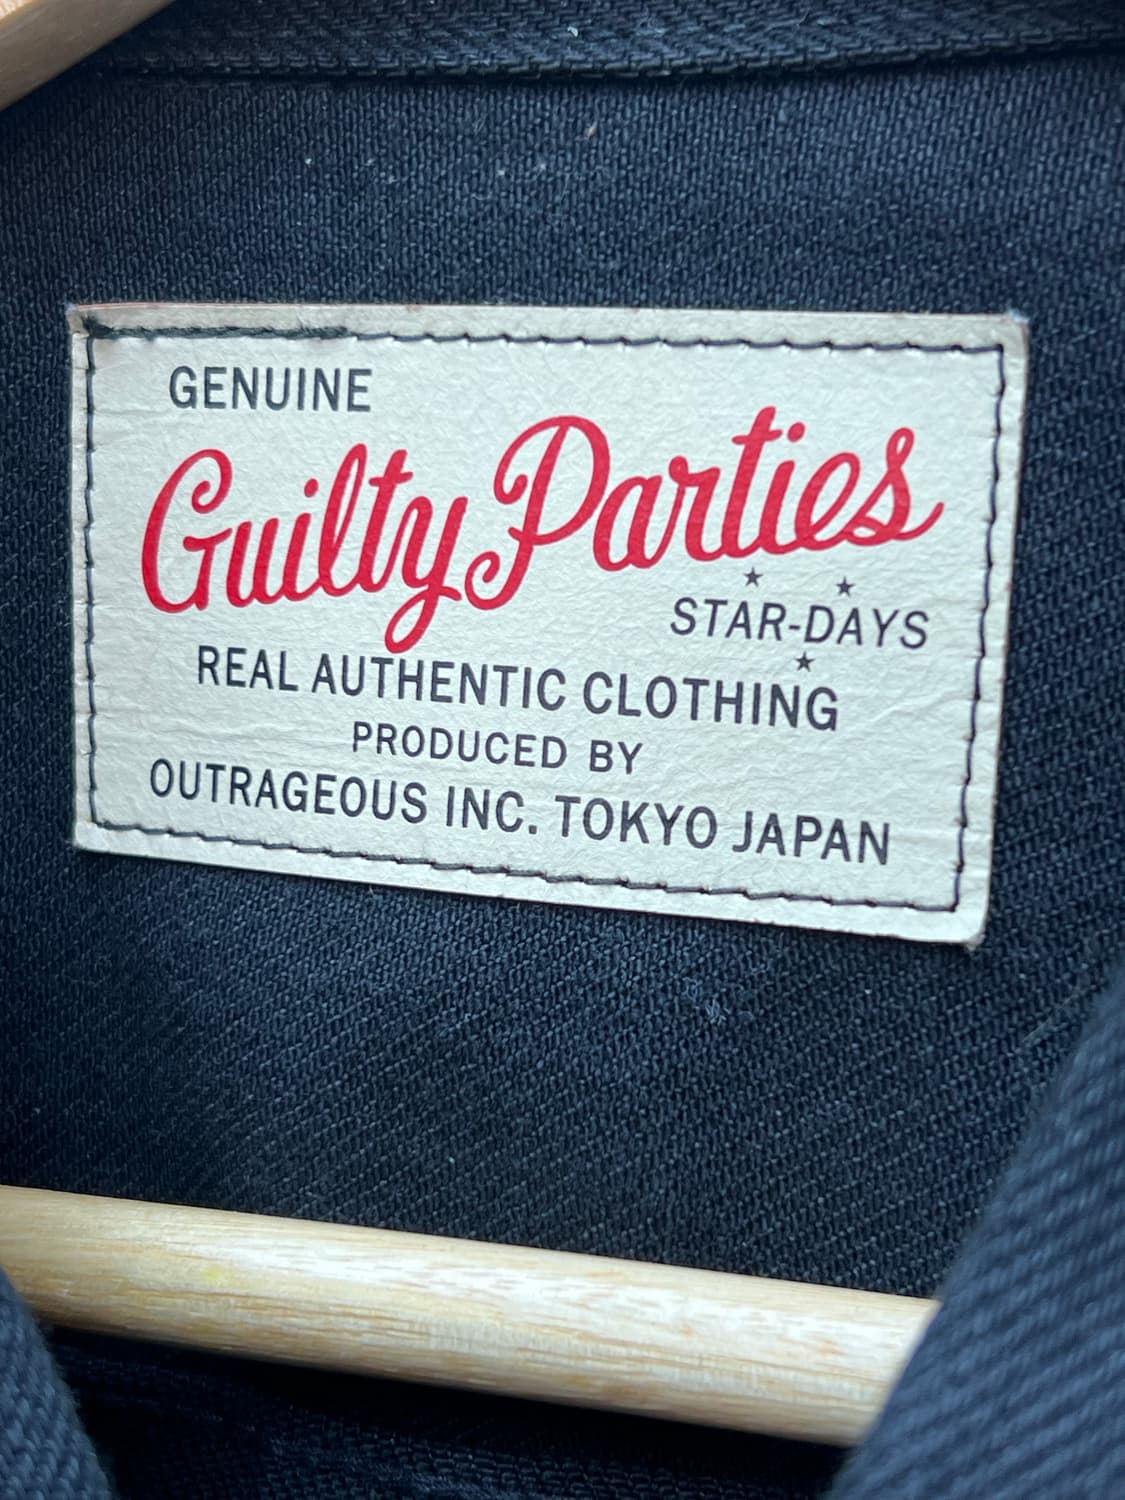 GENUINE
Guilty Parties
STAR-DAYS
REAL AUTHENTIC CLOTHING
PRODUCED BY
OUTRAGEOUS INC. TOKYO JAPAN